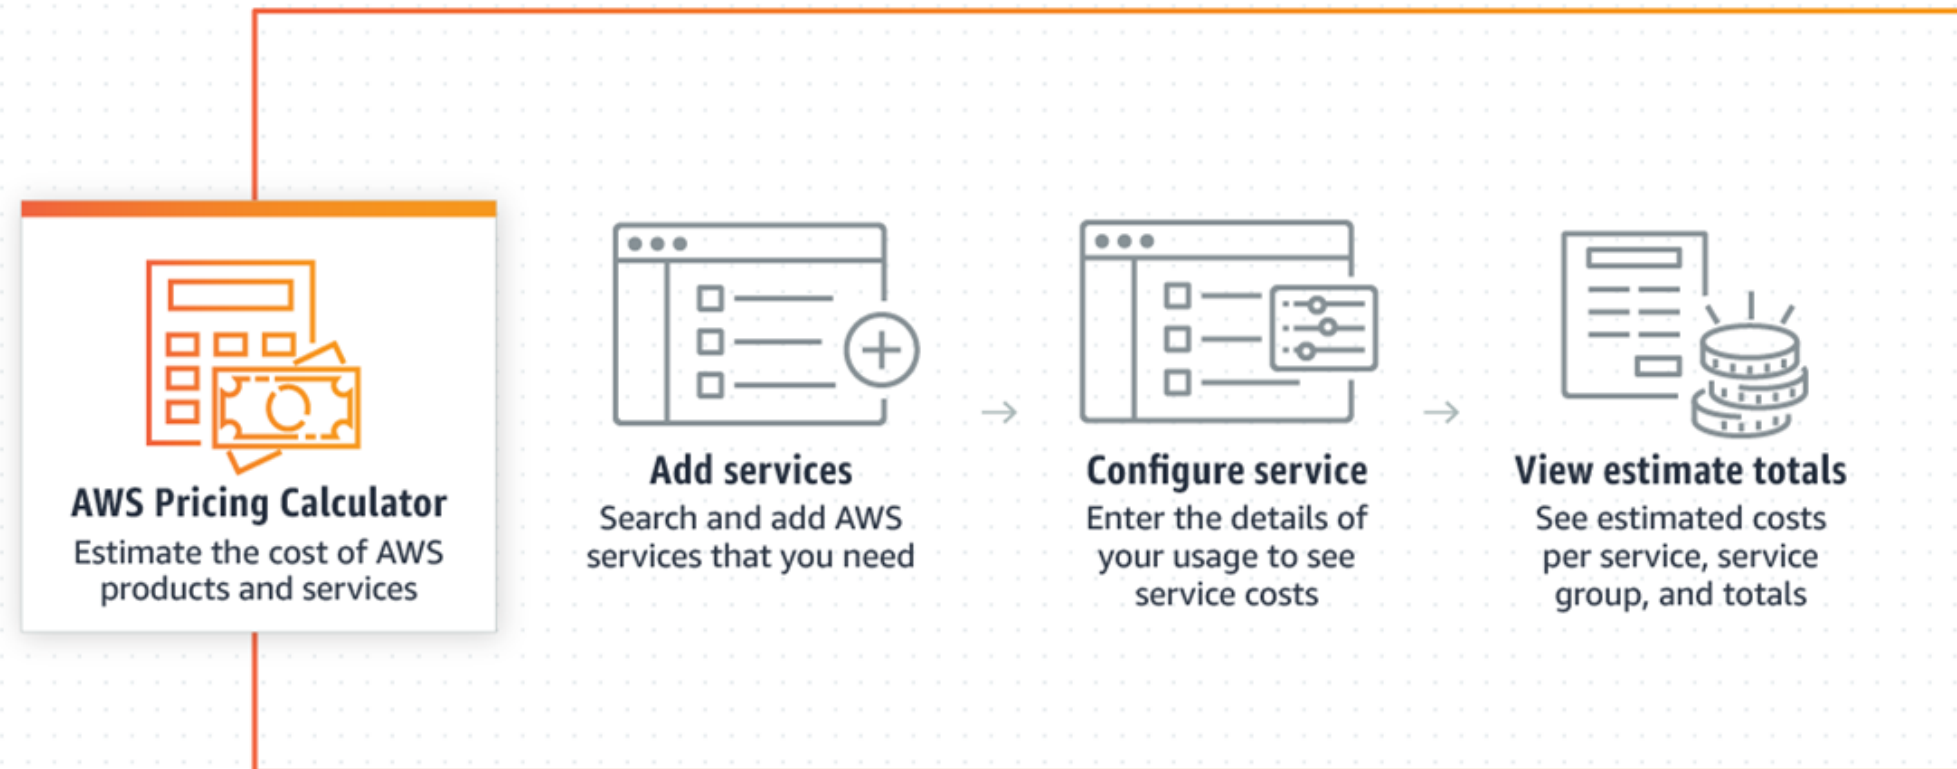 AWS Pricing Calculator
Estimate the cost of AWS
products and services
Add services
Search and add AWS
services that you need
Configure service
Enter the details of
your usage to see
service costs
View estimate totals
See estimated costs
per service, service
group, and totals